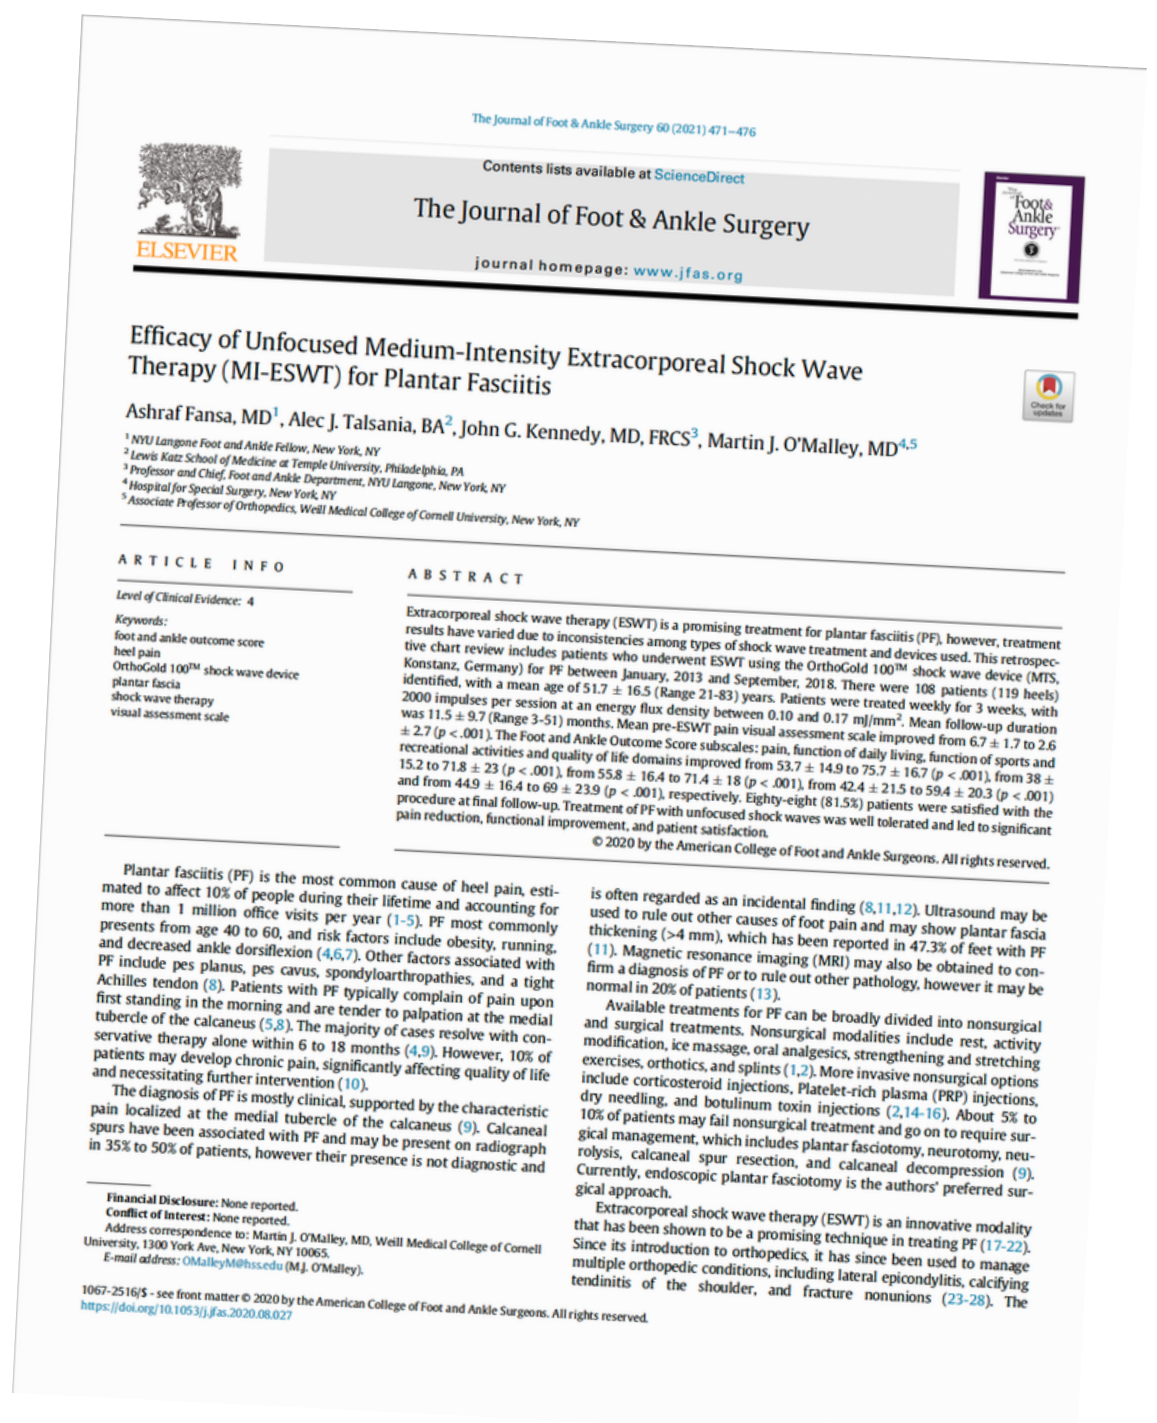 The Journal of Foot & Ankle Surgery 60 (2021) 471–476
Contents lists available at ScienceDirect
The Journal of Foot & Ankle Surgery
journal homepage: www.jfas.org
ELSEVIER
Foot&
Ankle
Surgery
Efficacy of Unfocused Medium-Intensity Extracorporeal Shock Wave
Therapy (MI-ESWT) for Plantar Fasciitis
Check for
updates
Ashraf Fansa, MD1, Alec J. Talsania, BA2, John G. Kennedy, MD, FRCS3, Martin J. O'Malley, MD4,5
1 NYU Langone Foot and Ankle Fellow, New York, NY
2 Lewis Katz School of Medicine at Temple University, Philadelphia, PA
3 Professor and Chief, Foot and Ankle Department, NYU Langone, New York, NY
4 Hospital for Special Surgery, New York, NY
5 Associate Professor of Orthopedics, Weill Medical College of Cornell University, New York, NY
ARTICLE INFO
Level of Clinical Evidence: 4
Keywords:
foot and ankle outcome score
heel pain
OrthoGold 100™ shock wave device
plantar fascia
shock wave therapy
visual assessment scale
ABSTRACT
Extracorporeal shock wave therapy (ESWT) is a promising treatment for plantar fasciitis (PF), however, treatment
results have varied due to inconsistencies among types of shock wave treatment and devices used. This retrospec-
tive chart review includes patients who underwent ESWT using the OrthoGold 100™ shock wave device (MTS,
Konstanz, Germany) for PF between January, 2013 and September, 2018. There were 108 patients (119 heels)
identified, with a mean age of 51.7 ± 16.5 (Range 21-83) years. Patients were treated weekly for 3 weeks, with
2000 impulses per session at an energy flux density between 0.10 and 0.17 mJ/mm². Mean follow-up duration
was 11.5 ± 9.7 (Range 3-51) months. Mean pre-ESWT pain visual assessment scale improved from 6.7 ± 1.7 to 2.6
± 2.7 (p < .001). The Foot and Ankle Outcome Score subscales: pain, function of daily living, function of sports and
recreational activities and quality of life domains improved from 53.7 ± 14.9 to 75.7 ± 16.7 (p < .001), from 38 ±
15.2 to 71.8 ± 23 (p < .001), from 55.8 ± 16.4 to 71.4 ± 18 (p < .001), from 42.4 ± 21.5 to 59.4 ± 20.3 (p < .001)
and from 44.9 ± 16.4 to 69 ± 23.9 (p < .001), respectively. Eighty-eight (81.5%) patients were satisfied with the
procedure at final follow-up. Treatment of PF with unfocused shock waves was well tolerated and led to significant
pain reduction, functional improvement, and patient satisfaction.
© 2020 by the American College of Foot and Ankle Surgeons. All rights reserved.
Plantar fasciitis (PF) is the most common cause of heel pain, esti-
mated to affect 10% of people during their lifetime and accounting for
more than 1 million office visits per year (1-5). PF most commonly
presents from age 40 to 60, and risk factors include obesity, running,
and decreased ankle dorsiflexion (4,6,7). Other factors associated with
PF include pes planus, pes cavus, spondyloarthropathies, and a tight
Achilles tendon (8). Patients with PF typically complain of pain upon
first standing in the morning and are tender to palpation at the medial
tubercle of the calcaneus (5,8). The majority of cases resolve with con-
servative therapy alone within 6 to 18 months (4,9). However, 10% of
patients may develop chronic pain, significantly affecting quality of life
and necessitating further intervention (10).
The diagnosis of PF is mostly clinical, supported by the characteristic
pain localized at the medial tubercle of the calcaneus (9). Calcaneal
spurs have been associated with PF and may be present on radiograph
in 35% to 50% of patients, however their presence is not diagnostic and
is often regarded as an incidental finding (8,11,12). Ultrasound may be
used to rule out other causes of foot pain and may show plantar fascia
thickening (>4 mm), which has been reported in 47.3% of feet with PF
(11). Magnetic resonance imaging (MRI) may also be obtained to con-
firm a diagnosis of PF or to rule out other pathology, however it may be
normal in 20% of patients (13).
Available treatments for PF can be broadly divided into nonsurgical
and surgical treatments. Nonsurgical modalities include rest, activity
modification, ice massage, oral analgesics, strengthening and stretching
exercises, orthotics, and splints (1,2). More invasive nonsurgical options
include corticosteroid injections, Platelet-rich plasma (PRP) injections,
dry needling, and botulinum toxin injections (2,14-16). About 5% to
10% of patients may fail nonsurgical treatment and go on to require sur-
gical management, which includes plantar fasciotomy, neurotomy, neu-
rolysis, calcaneal spur resection, and calcaneal decompression (9).
Currently, endoscopic plantar fasciotomy is the authors' preferred sur-
gical approach.
Extracorporeal shock wave therapy (ESWT) is an innovative modality
that has been shown to be a promising technique in treating PF (17-22).
Since its introduction to orthopedics, it has since been used to manage
multiple orthopedic conditions, including lateral epicondylitis, calcifying
tendinitis of the shoulder, and fracture nonunions (23-28). The
Financial Disclosure: None reported.
Conflict of Interest: None reported.
Address correspondence to: Martin J. O'Malley, MD, Weill Medical College of Cornell
University, 1300 York Ave, New York, NY 10065.
E-mail address: OMalleyM@hss.edu (M.J. O'Malley).
1067-2516/$ - see front matter © 2020 by the American College of Foot and Ankle Surgeons. All rights reserved.
https://doi.org/10.1053/j.jfas.2020.08.027